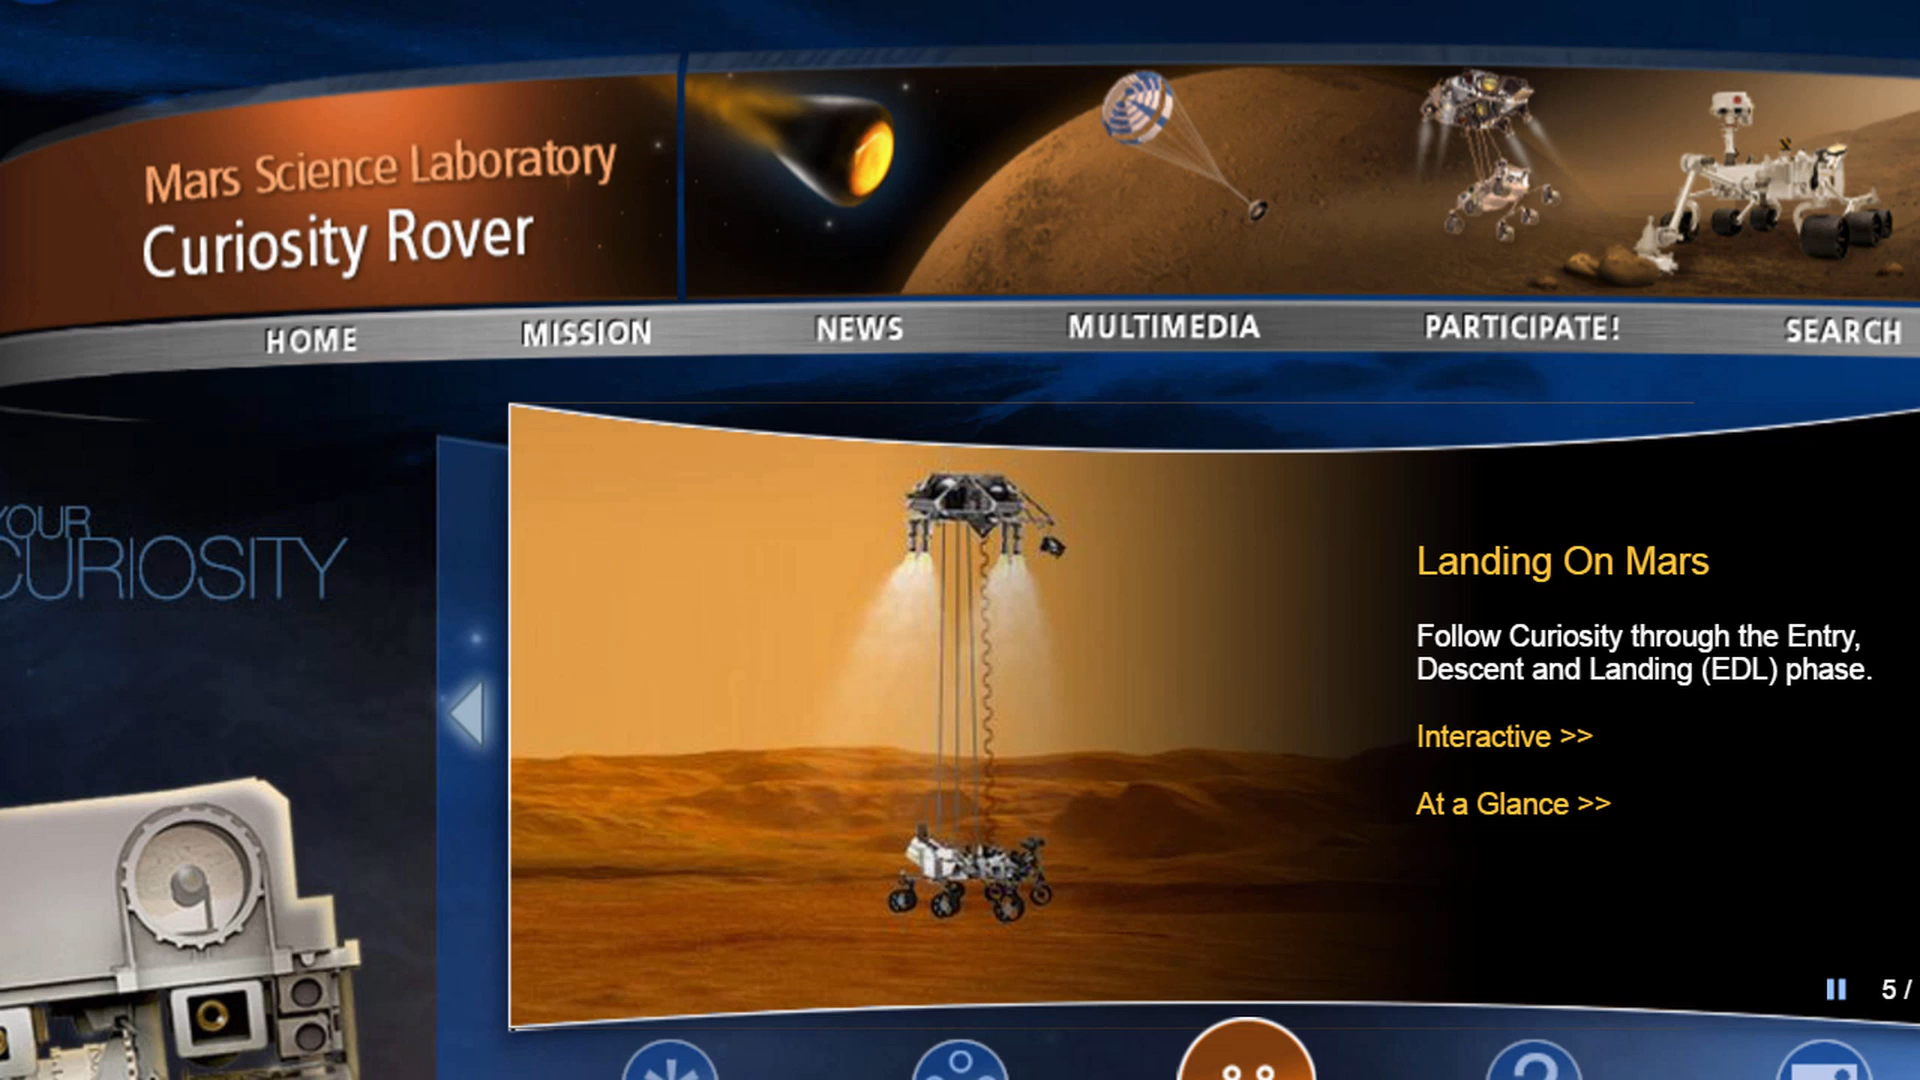 Mars Science Laboratory
Curiosity Rover
HOME MISSION NEWS MULTIMEDIA PARTICIPATE! SEARCH
YOUR
CURIOSITY
Landing On Mars
Follow Curiosity through the Entry,
Descent and Landing (EDL) phase.
Interactive >>
At a Glance >>
5 /
?